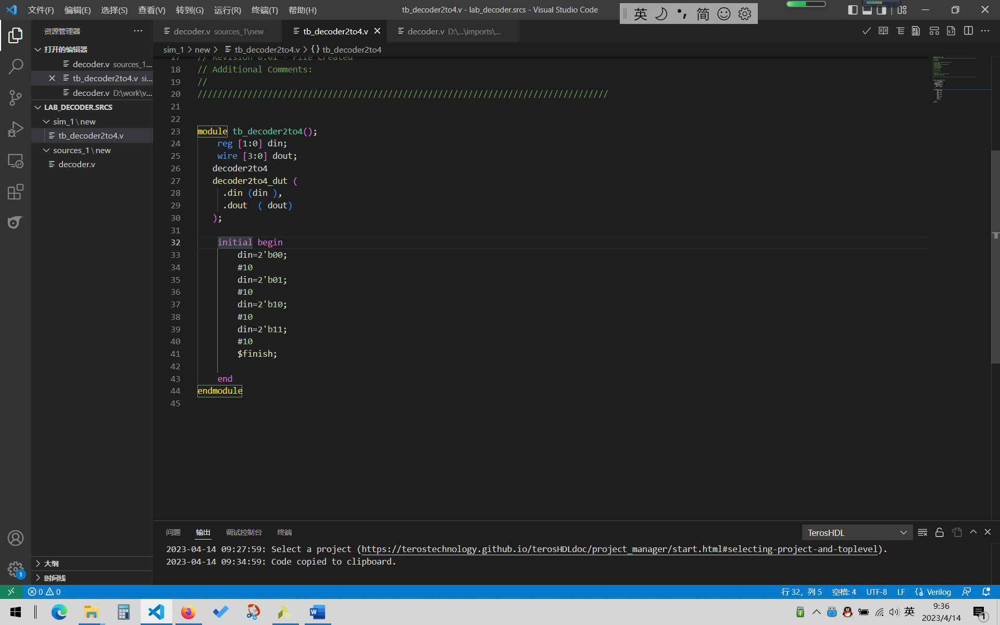 文件(F) 编辑(E) 选择(S) 查看(V) 转到(G) 运行(R) 终端(T) 帮助(H)
tb_decoder2to4.v - lab_decoder.srcs - Visual Studio Code
英 简
资源管理器
decoder.v sources_1\new
tb_decoder2to4.v
decoder.v D:\...\imports\...
打开的编辑器
decoder.v sources_1...
tb_decoder2to4.v si...
decoder.v D:\work\v...
LAB_DECODER.SRCS
sim_1\new
tb_decoder2to4.v
sources_1\new
decoder.v
大纲
时间线
sim_1 > new > tb_decoder2to4.v > {} tb_decoder2to4
17 // Revision 0.01 - File Created
18 // Additional Comments:
19 //
20 //////////////////////////////////////////////////////////////////////////////////
21
22
23 module tb_decoder2to4();
24 reg [1:0] din;
25 wire [3:0] dout;
26 decoder2to4
27 decoder2to4_dut (
28 .din (din ),
29 .dout  ( dout)
30 );
31
32 initial begin
33 din=2'b00;
34 #10
35 din=2'b01;
36 #10
37 din=2'b10;
38 #10
39 din=2'b11;
40 #10
41 $finish;
42
43 end
44 endmodule
45
问题 输出 调试控制台 终端
TerosHDL
2023-04-14 09:27:59: Select a project (https://terostechnology.github.io/terosHDLdoc/project_manager/start.html#selecting-project-and-toplevel).
2023-04-14 09:34:59: Code copied to clipboard.
1
0 0
行 32，列 5 空格: 4 UTF-8 LF {} Verilog
英
9:36
2023/4/14
1